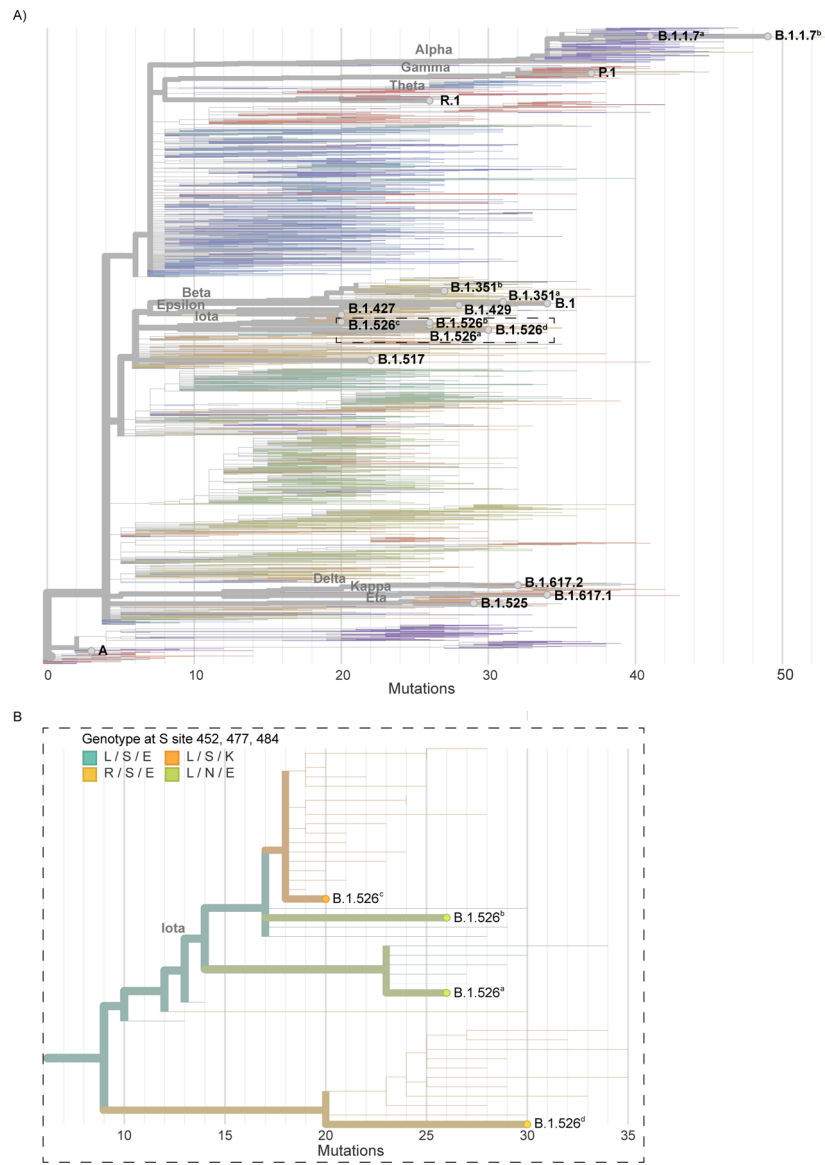 A)
Alpha
B.1.1.7ᵃ
B.1.1.7ᵇ
Gamma
P.1
Theta
R.1
Beta
B.1.351ᵇ
Epsilon
B.1.351ᵃ
B.1
B.1.427
B.1.429
Iota
B.1.526ᶜ
B.1.526ᵇ
B.1.526ᵈ
B.1.526ᵃ
B.1.517
Delta
B.1.617.2
Kappa
B.1.617.1
Eta
B.1.525
A
0 10 20 30 40 50
Mutations
B
Genotype at S site 452, 477, 484
L / S / E L / S / K
R / S / E L / N / E
B.1.526ᶜ
B.1.526ᵇ
Iota
B.1.526ᵃ
B.1.526ᵈ
10 15 20 25 30 35
Mutations